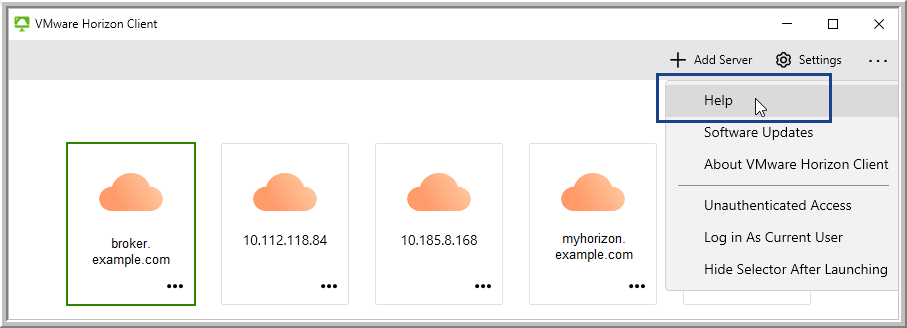 VMware Horizon Client
Add Server
Settings
Help
Software Updates
About VMware Horizon Client
Unauthenticated Access
Log in As Current User
Hide Selector After Launching
broker.
example.com
10.112.118.84
10.185.8.168
myhorizon.
example.com